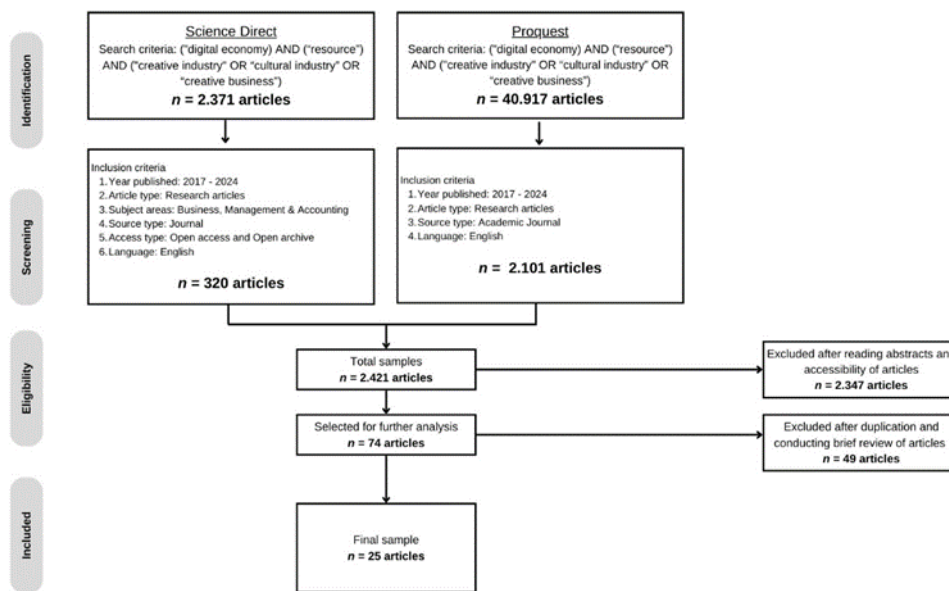 Identification
Science Direct
Search criteria: ("digital economy) AND ("resource")
AND ("creative industry" OR "cultural industry" OR
"creative business")
n = 2.371 articles
Proquest
Search criteria: ("digital economy) AND ("resource")
AND ("creative industry" OR "cultural industry" OR
"creative business")
n = 40.917 articles
Screening
Inclusion criteria
1. Year published: 2017 - 2024
2. Article type: Research articles
3. Subject areas: Business, Management & Accounting
4. Source type: Journal
5. Access type: Open access and Open archive
6. Language: English
n = 320 articles
Inclusion criteria
1. Year published: 2017 - 2024
2. Article type: Research articles
3. Source type: Academic Journal
4. Language: English
n = 2.101 articles
Eligibility
Total samples
n = 2.421 articles
Excluded after reading abstracts an
accessibility of articles
n = 2.347 articles
Selected for further analysis
n = 74 articles
Excluded after duplication and
conducting brief review of articles
n = 49 articles
Included
Final sample
n = 25 articles